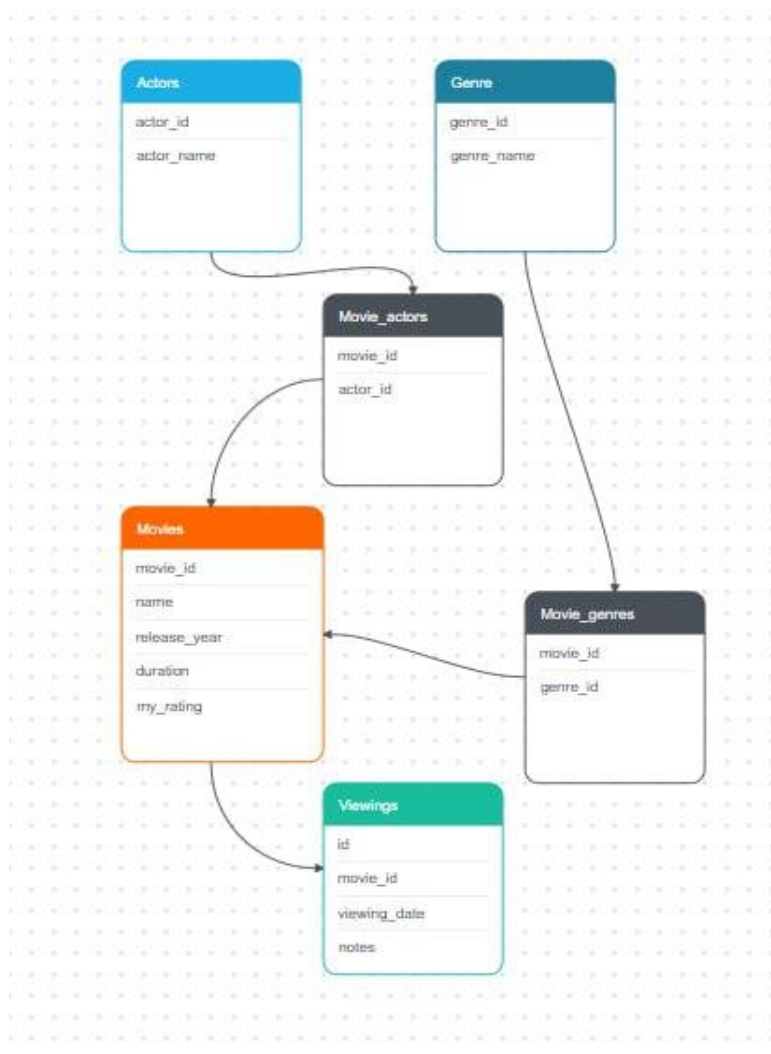 Actors
actor_id
actor_name
Genre
genre_id
genre_name
Movie_actors
movie_id
actor_id
Movies
movie_id
name
release_year
duration
my_rating
Movie_genres
movie_id
genre_id
Viewings
id
movie_id
viewing_date
notes